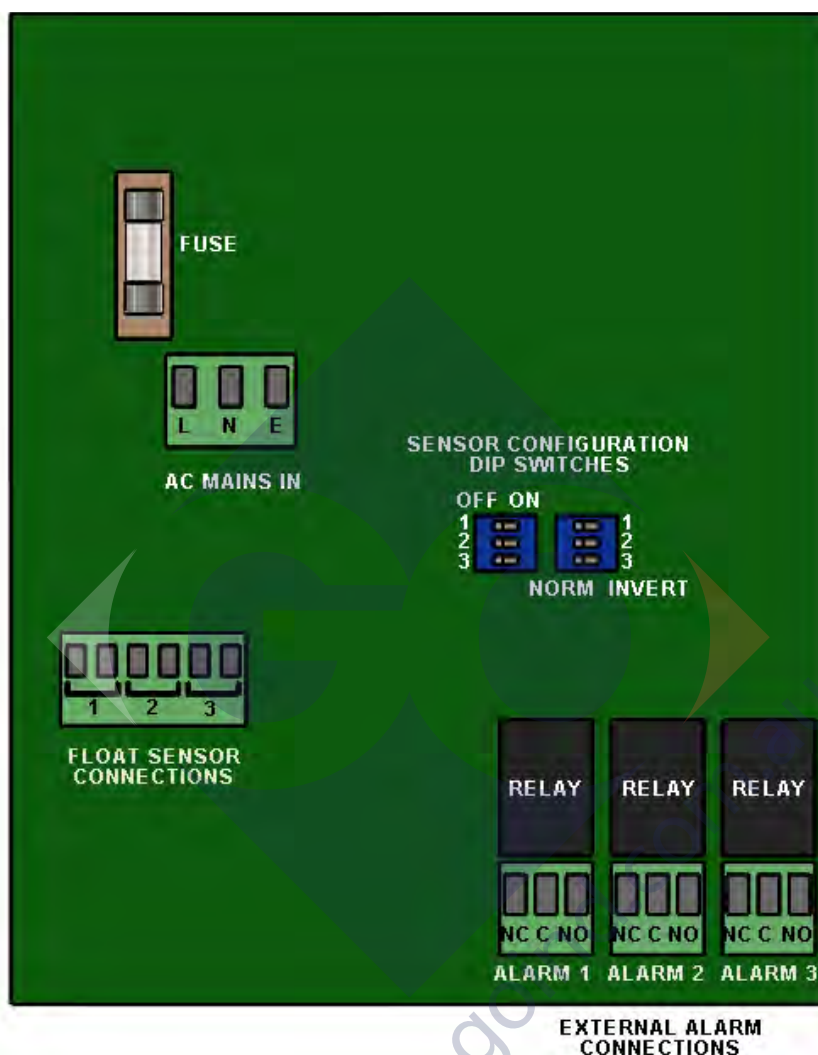 FUSE
L N E
AC MAINS IN
SENSOR CONFIGURATION
DIP SWITCHES
OFF ON
1 1
2 2
3 3
NORM INVERT
1 2 3
FLOAT SENSOR
CONNECTIONS
RELAY RELAY RELAY
NC C NO NC C NO NC C NO
ALARM 1 ALARM 2 ALARM 3
EXTERNAL ALARM
CONNECTIONS
GO